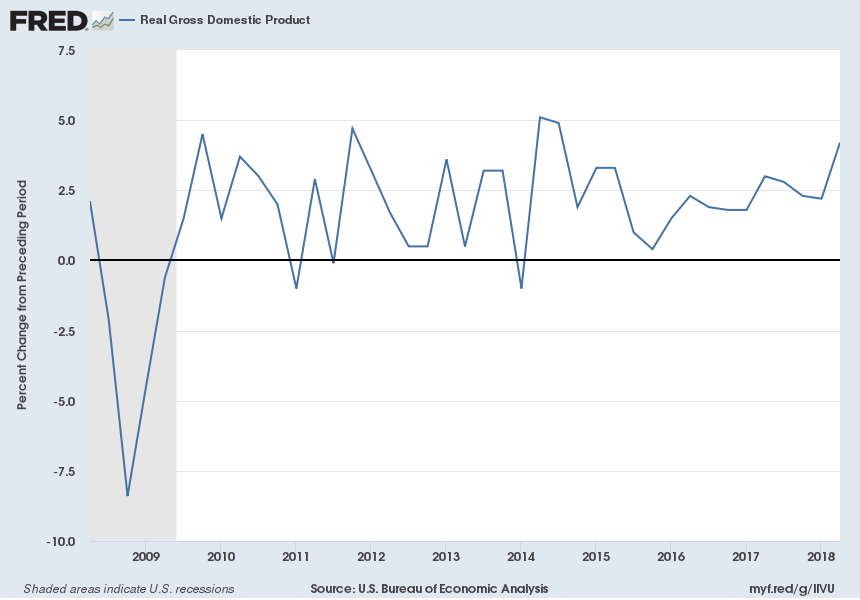 FRED
Real Gross Domestic Product
7.5
5.0
2.5
0.0
-2.5
-5.0
-7.5
-10.0
Percent Change from Preceding Period
2009 2010 2011 2012 2013 2014 2015 2016 2017 2018
Shaded areas indicate U.S. recessions
Source: U.S. Bureau of Economic Analysis
myf.red/g/lIVU